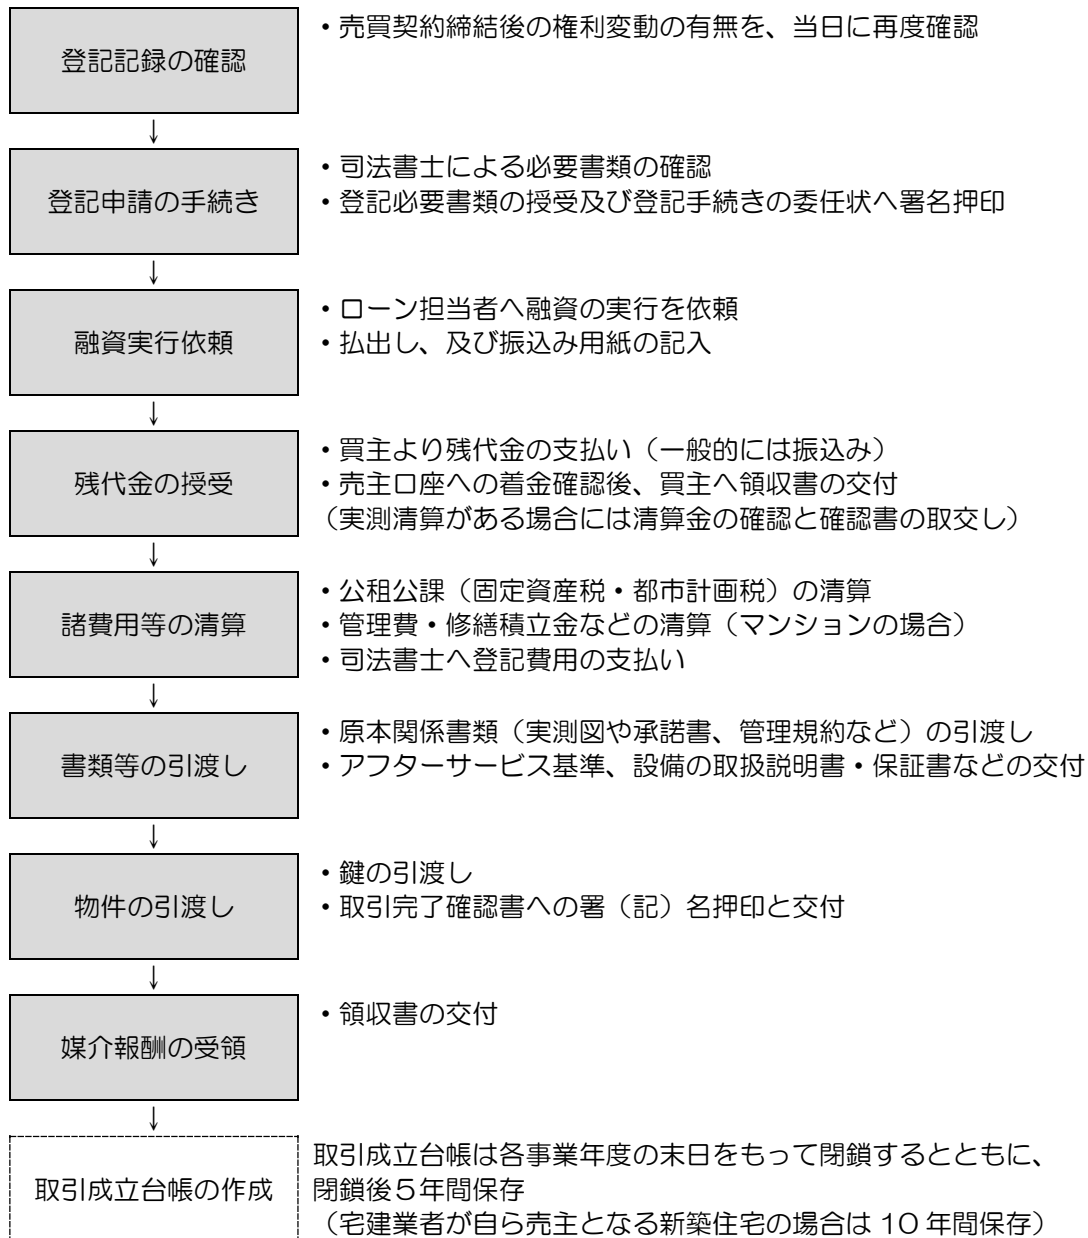 登記記録の確認
・売買契約締結後の権利変動の有無を、当日に再度確認
↓
登記申請の手続き
・司法書士による必要書類の確認
・登記必要書類の授受及び登記手続きの委任状へ署名押印
↓
融資実行依頼
・ローン担当者へ融資の実行を依頼
・払出し、及び振込み用紙の記入
↓
残代金の授受
・買主より残代金の支払い（一般的には振込み）
・売主口座への着金確認後、買主へ領収書の交付
（実測清算がある場合には清算金の確認と確認書の取交し）
↓
諸費用等の清算
・公租公課（固定資産税・都市計画税）の清算
・管理費・修繕積立金などの清算（マンションの場合）
・司法書士へ登記費用の支払い
↓
書類等の引渡し
・原本関係書類（実測図や承諾書、管理規約など）の引渡し
・アフターサービス基準、設備の取扱説明書・保証書などの交付
↓
物件の引渡し
・鍵の引渡し
・取引完了確認書への署（記）名押印と交付
↓
媒介報酬の受領
・領収書の交付
↓
取引成立台帳の作成
取引成立台帳は各事業年度の末日をもって閉鎖するとともに、
閉鎖後５年間保存
（宅建業者が自ら売主となる新築住宅の場合は 10 年間保存）